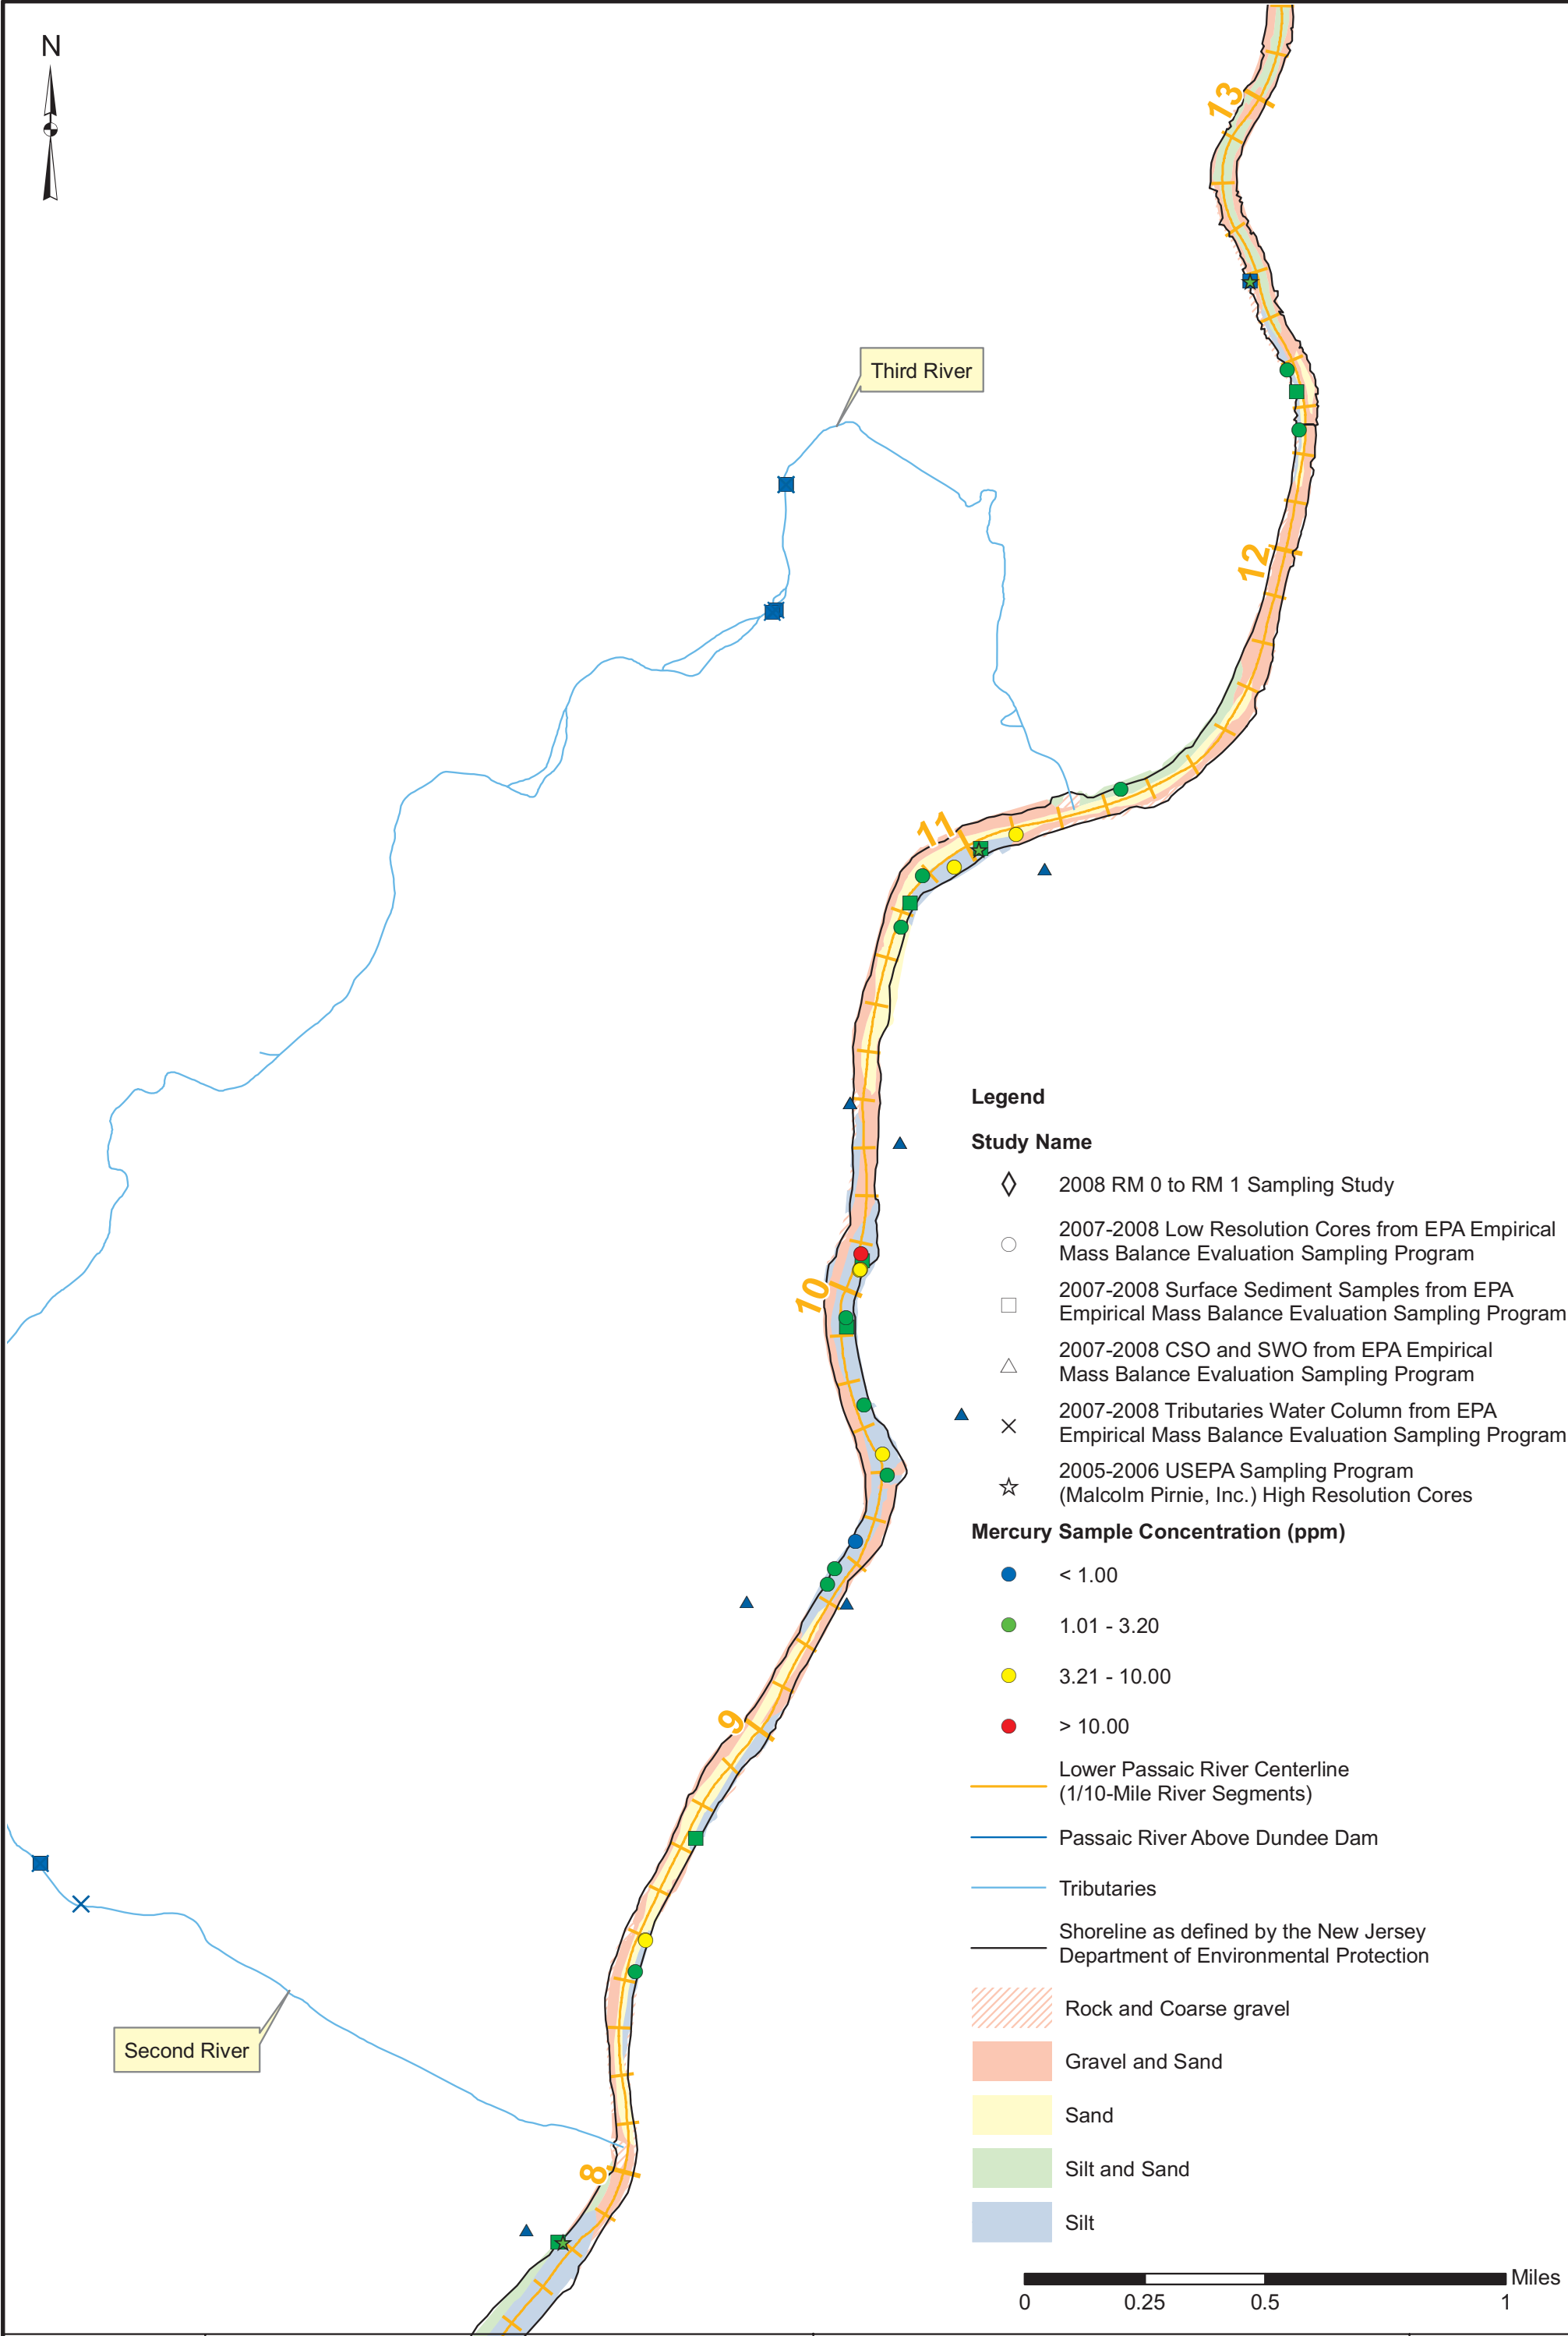 N
13
Third River
12
11
Legend
Study Name
2008 RM 0 to RM 1 Sampling Study
2007-2008 Low Resolution Cores from EPA Empirical
Mass Balance Evaluation Sampling Program
2007-2008 Surface Sediment Samples from EPA
Empirical Mass Balance Evaluation Sampling Program
10
2007-2008 CSO and SWO from EPA Empirical
Mass Balance Evaluation Sampling Program
2007-2008 Tributaries Water Column from EPA
Empirical Mass Balance Evaluation Sampling Program
2005-2006 USEPA Sampling Program
(Malcolm Pirnie, Inc.) High Resolution Cores
Mercury Sample Concentration (ppm)
< 1.00
1.01 - 3.20
3.21 - 10.00
> 10.00
9
Lower Passaic River Centerline
(1/10-Mile River Segments)
Passaic River Above Dundee Dam
Tributaries
Shoreline as defined by the New Jersey
Department of Environmental Protection
Rock and Coarse gravel
Second River
Gravel and Sand
Sand
8
Silt and Sand
Silt
Miles
0 0.25 0.5 1